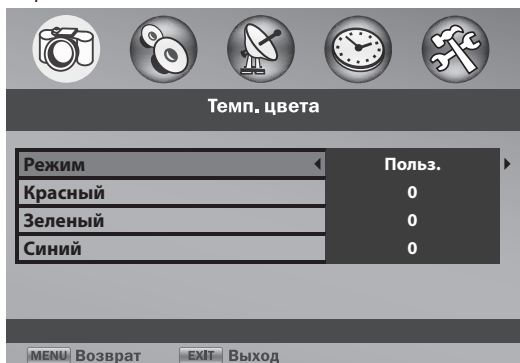 Темп. цвета
Режим Польз.
Красный 0
Зеленый 0
Синий 0
MENU Возврат EXIT Выход